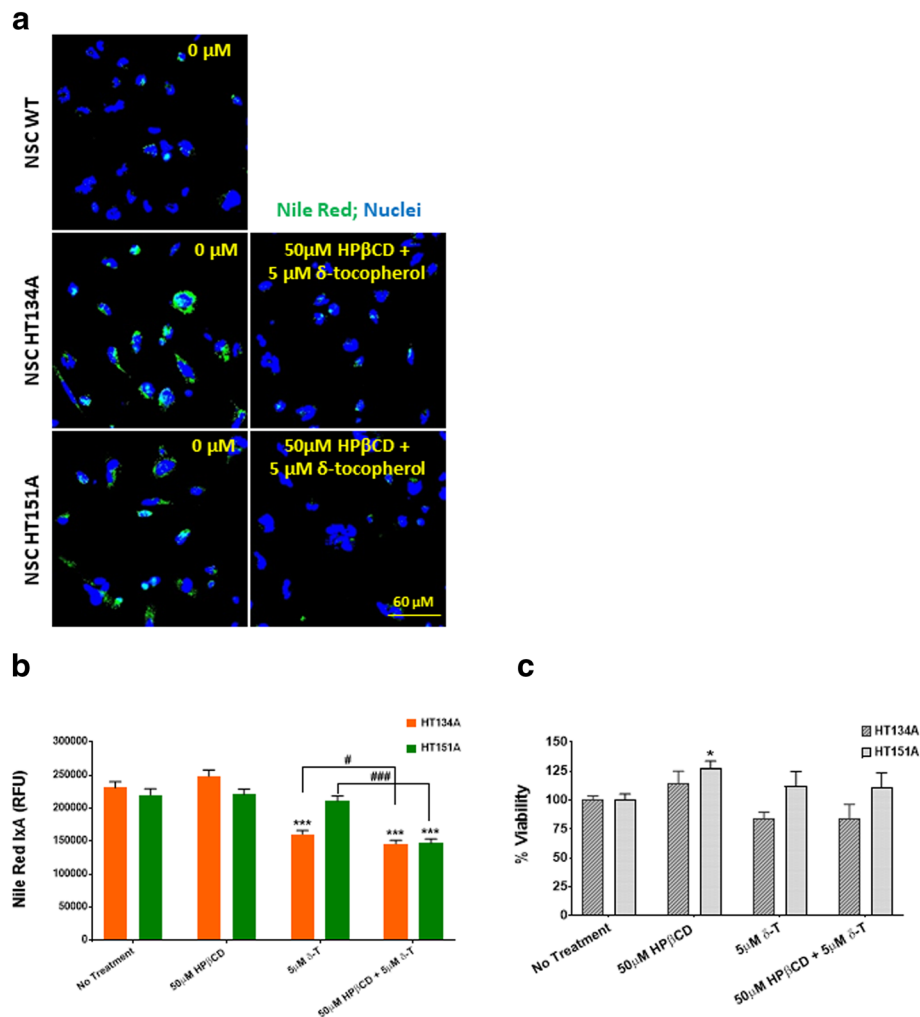 a
NSC WT
0 µM
Nile Red; Nuclei
NSC HT134A
0 µM
50µM HPβCD +
5 µM δ-tocopherol
NSC HT151A
0 µM
50µM HPβCD +
5 µM δ-tocopherol
60 µM
b
HT134A
HT151A
Nile Red IxA (RFU)
300000
250000
200000
150000
100000
50000
0
#
###
***
***
***
No Treatment
50µM HPβCD
5µM δ-T
50µM HPβCD + 5µM δ-T
c
HT134A
HT151A
% Viability
150
125
100
75
50
25
0
*
No Treatment
50µM HPβCD
5µM δ-T
50µM HPβCD + 5µM δ-T